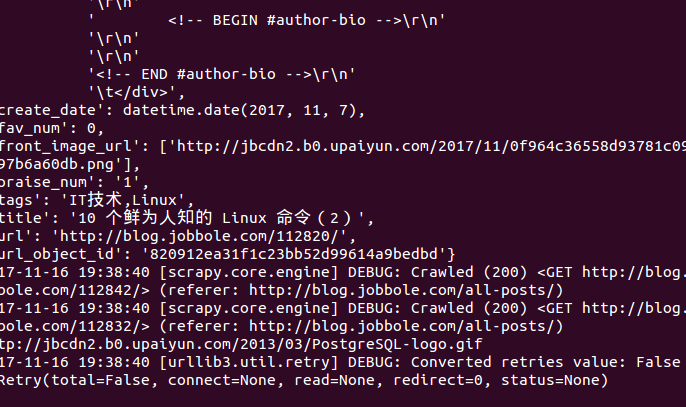 '\r\n'
' <!-- BEGIN #author-bio -->\r\n'
'\r\n'
'\r\n'
'<!-- END #author-bio -->\r\n'
'\t</div>',
create_date': datetime.date(2017, 11, 7),
fav_num': 0,
front_image_url': ['http://jbcdn2.b0.upaiyun.com/2017/11/0f964c36558d93781c09
97b6a60db.png'],
praise_num': '1',
tags': 'IT技术,Linux',
title': '10 个鲜为人知的 Linux 命令（2）',
url': 'http://blog.jobbole.com/112820/',
url_object_id': '820912ea31f1c23bb52d99614a9bedbd'}
17-11-16 19:38:40 [scrapy.core.engine] DEBUG: Crawled (200) <GET http://blog.
bole.com/112842/> (referer: http://blog.jobbole.com/all-posts/)
17-11-16 19:38:40 [scrapy.core.engine] DEBUG: Crawled (200) <GET http://blog.
bole.com/112832/> (referer: http://blog.jobbole.com/all-posts/)
tp://jbcdn2.b0.upaiyun.com/2013/03/PostgreSQL-logo.gif
17-11-16 19:38:40 [urllib3.util.retry] DEBUG: Converted retries value: False
Retry(total=False, connect=None, read=None, redirect=0, status=None)